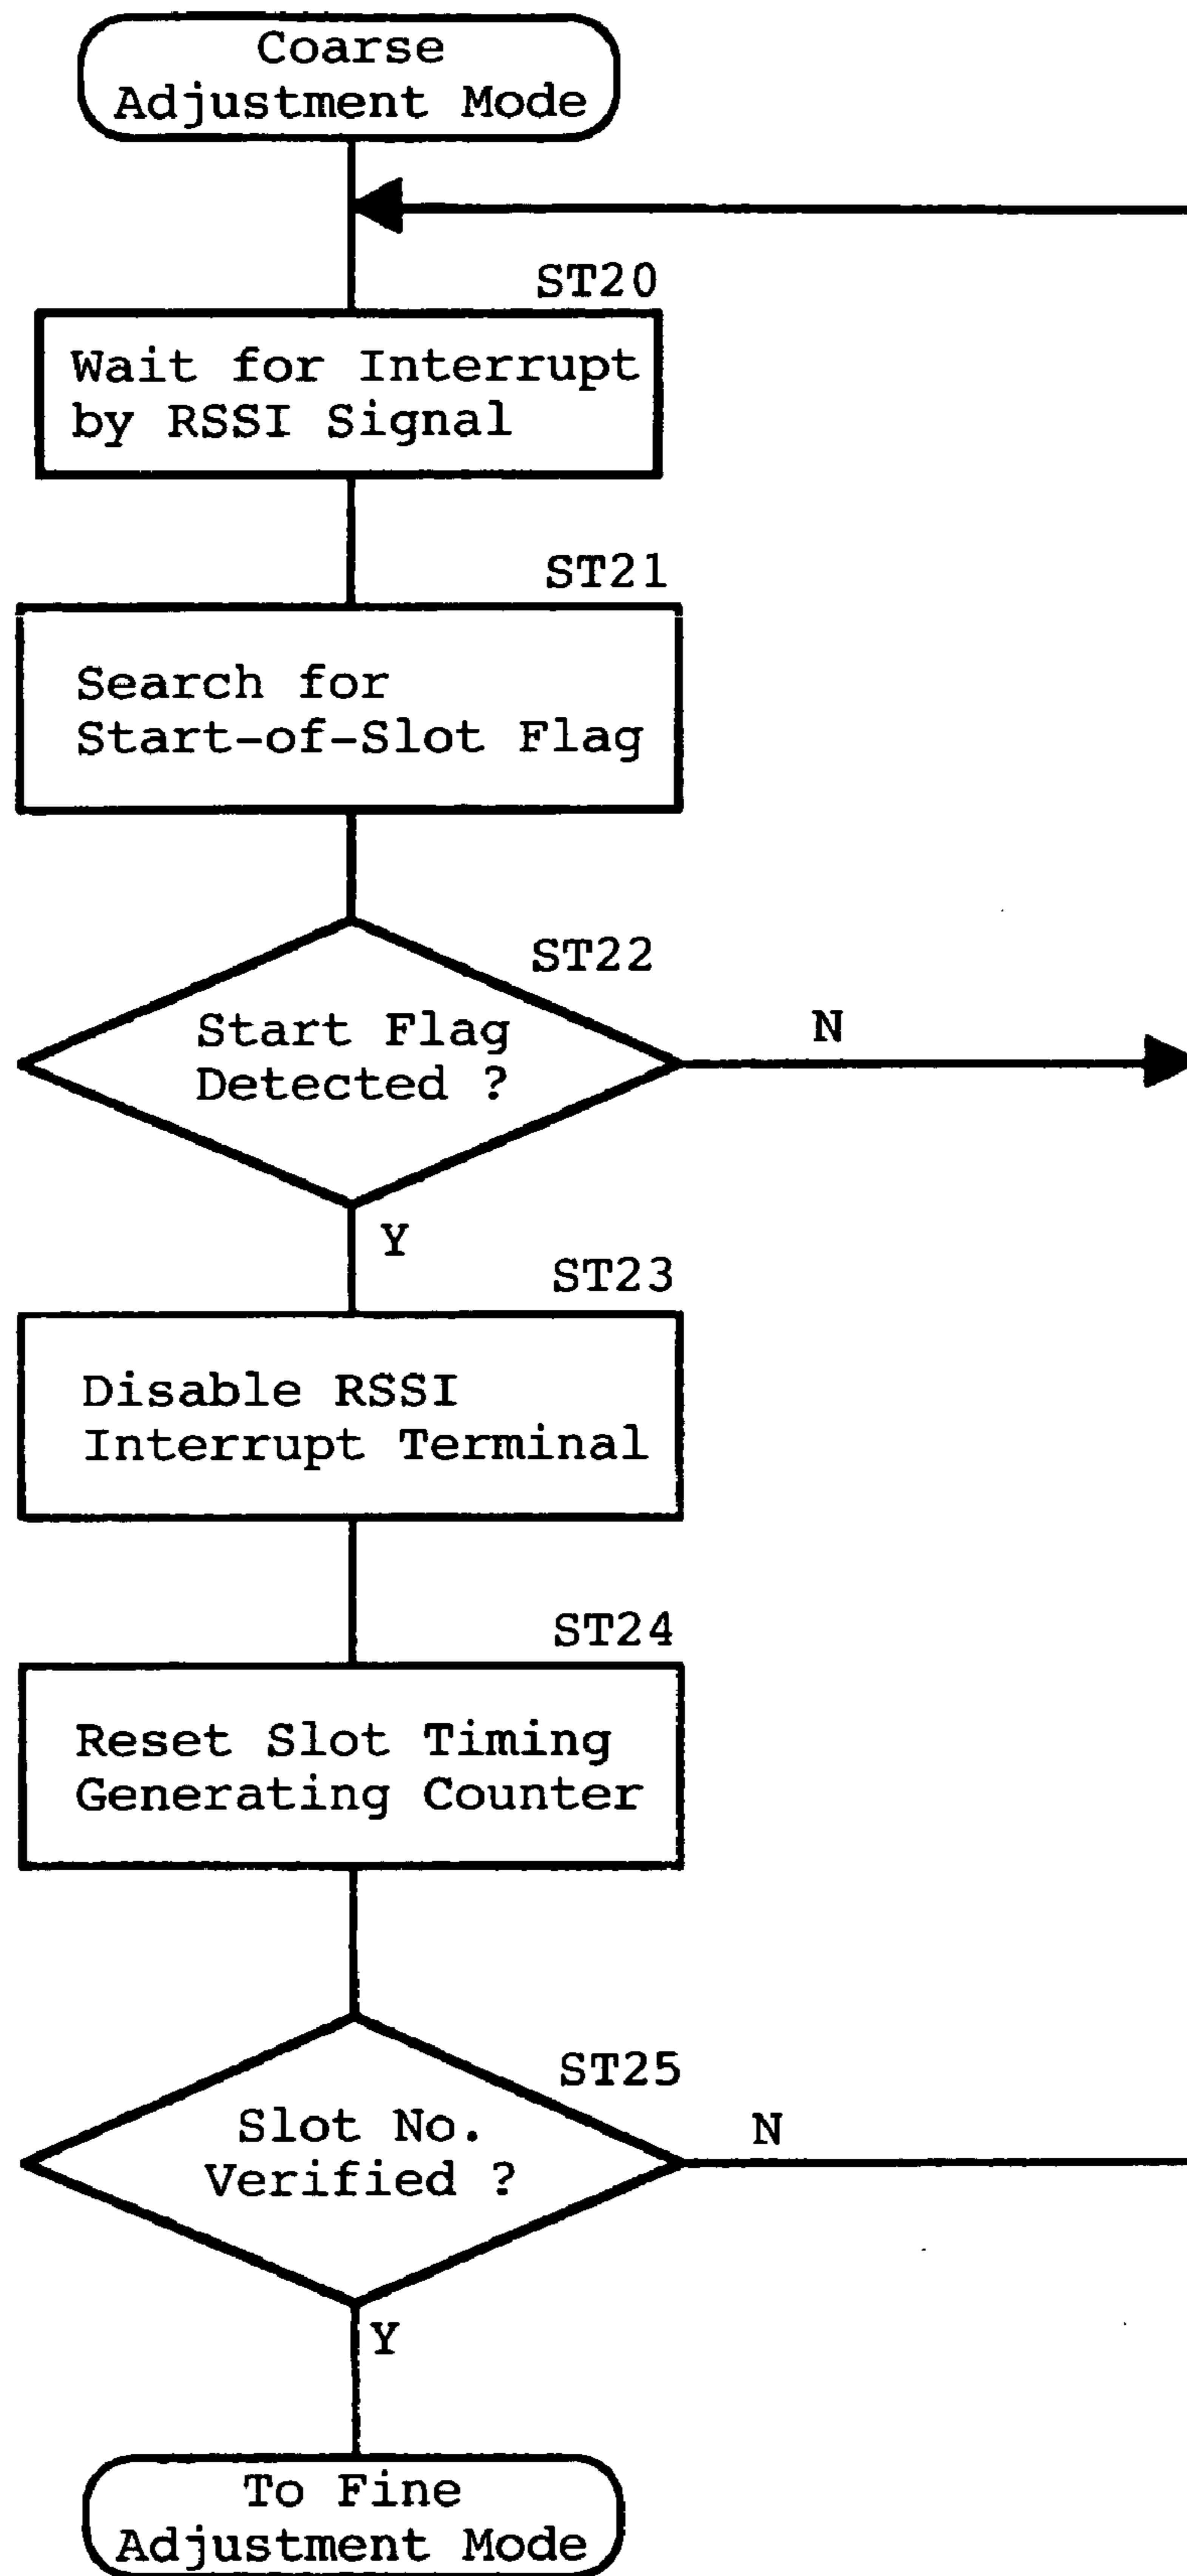 Coarse
Adjustment Mode
ST20
Wait for Interrupt
by RSSI Signal
ST21
Search for
Start-of-Slot Flag
ST22
Start Flag
Detected ?
N
Y
ST23
Disable RSSI
Interrupt Terminal
ST24
Reset Slot Timing
Generating Counter
ST25
Slot No.
Verified ?
N
Y
To Fine
Adjustment Mode